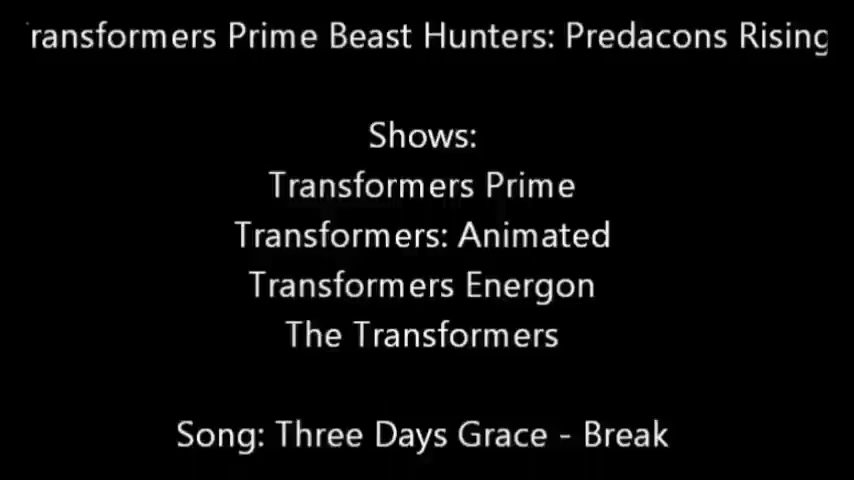 ransformers Prime Beast Hunters: Predacons Rising
Shows:
Transformers Prime
Transformers: Animated
Transformers Energon
The Transformers
Song: Three Days Grace - Break